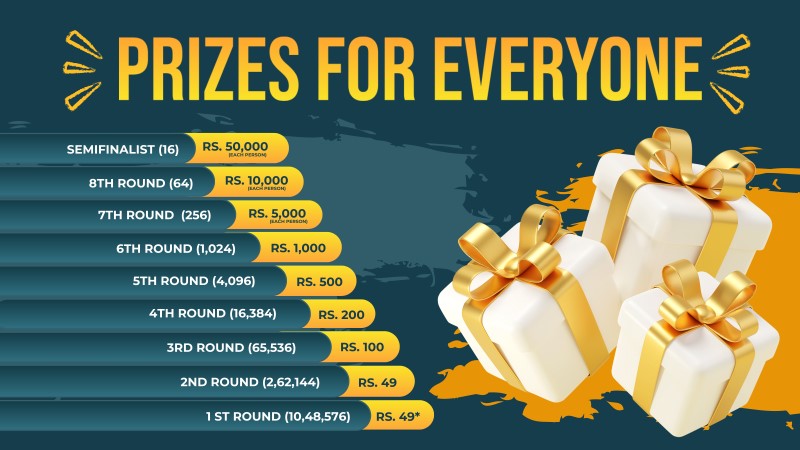 PRIZES FOR EVERYONE
SEMIFINALIST (16) RS. 50,000
(EACH PERSON)
8TH ROUND (64) RS. 10,000
(EACH PERSON)
7TH ROUND (256) RS. 5,000
(EACH PERSON)
6TH ROUND (1,024) RS. 1,000
5TH ROUND (4,096) RS. 500
4TH ROUND (16,384) RS. 200
3RD ROUND (65,536) RS. 100
2ND ROUND (2,62,144) RS. 49
1 ST ROUND (10,48,576) RS. 49*